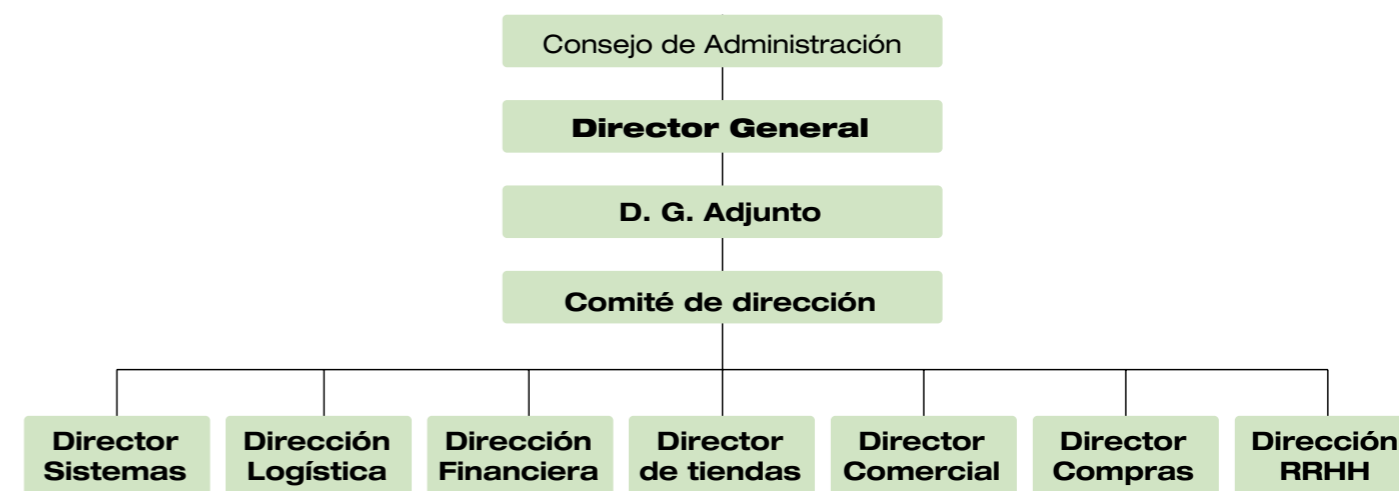 Consejo de Administración
Director General
D. G. Adjunto
Comité de dirección
Director
Sistemas
Dirección
Logística
Dirección
Financiera
Director
de tiendas
Director
Comercial
Director
Compras
Dirección
RRHH